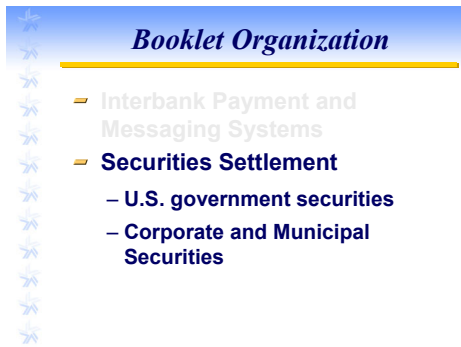 Booklet Organization
Interbank Payment and
Messaging Systems
Securities Settlement
– U.S. government securities
– Corporate and Municipal
Securities